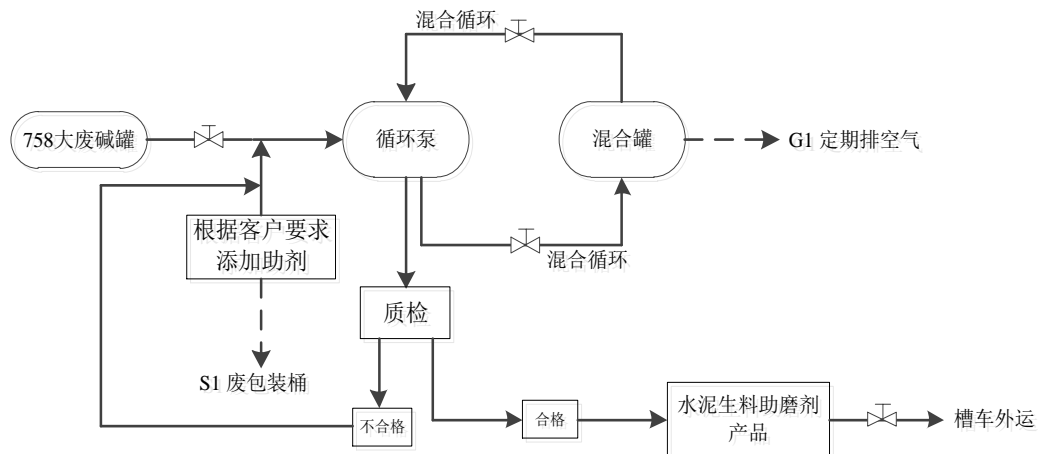 混合循环
758大废碱罐
循环泵
混合罐
G1 定期排空气
根据客户要求
添加助剂
混合循环
质检
S1 废包装桶
不合格
合格
水泥生料助磨剂
产品
槽车外运